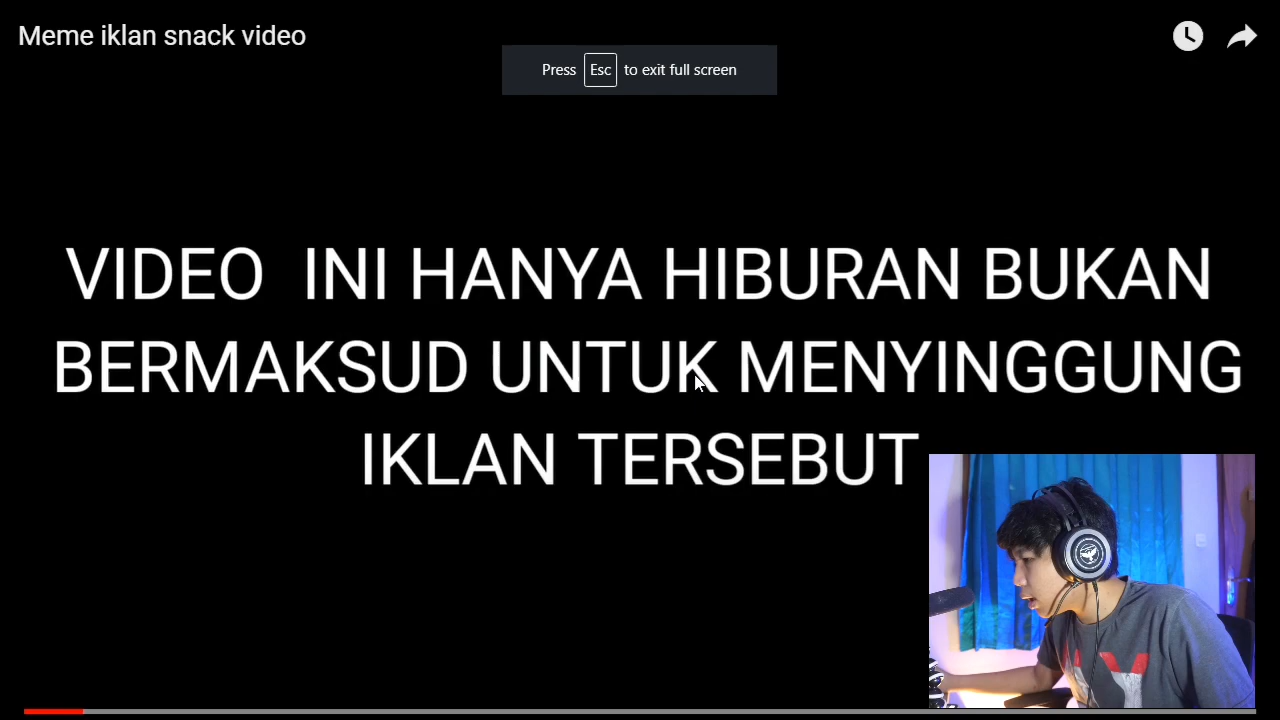 Meme iklan snack video
Press Esc to exit full screen
VIDEO INI HANYA HIBURAN BUKAN
BERMAKSUD UNTUK MENYINGGUNG
IKLAN TERSEBUT